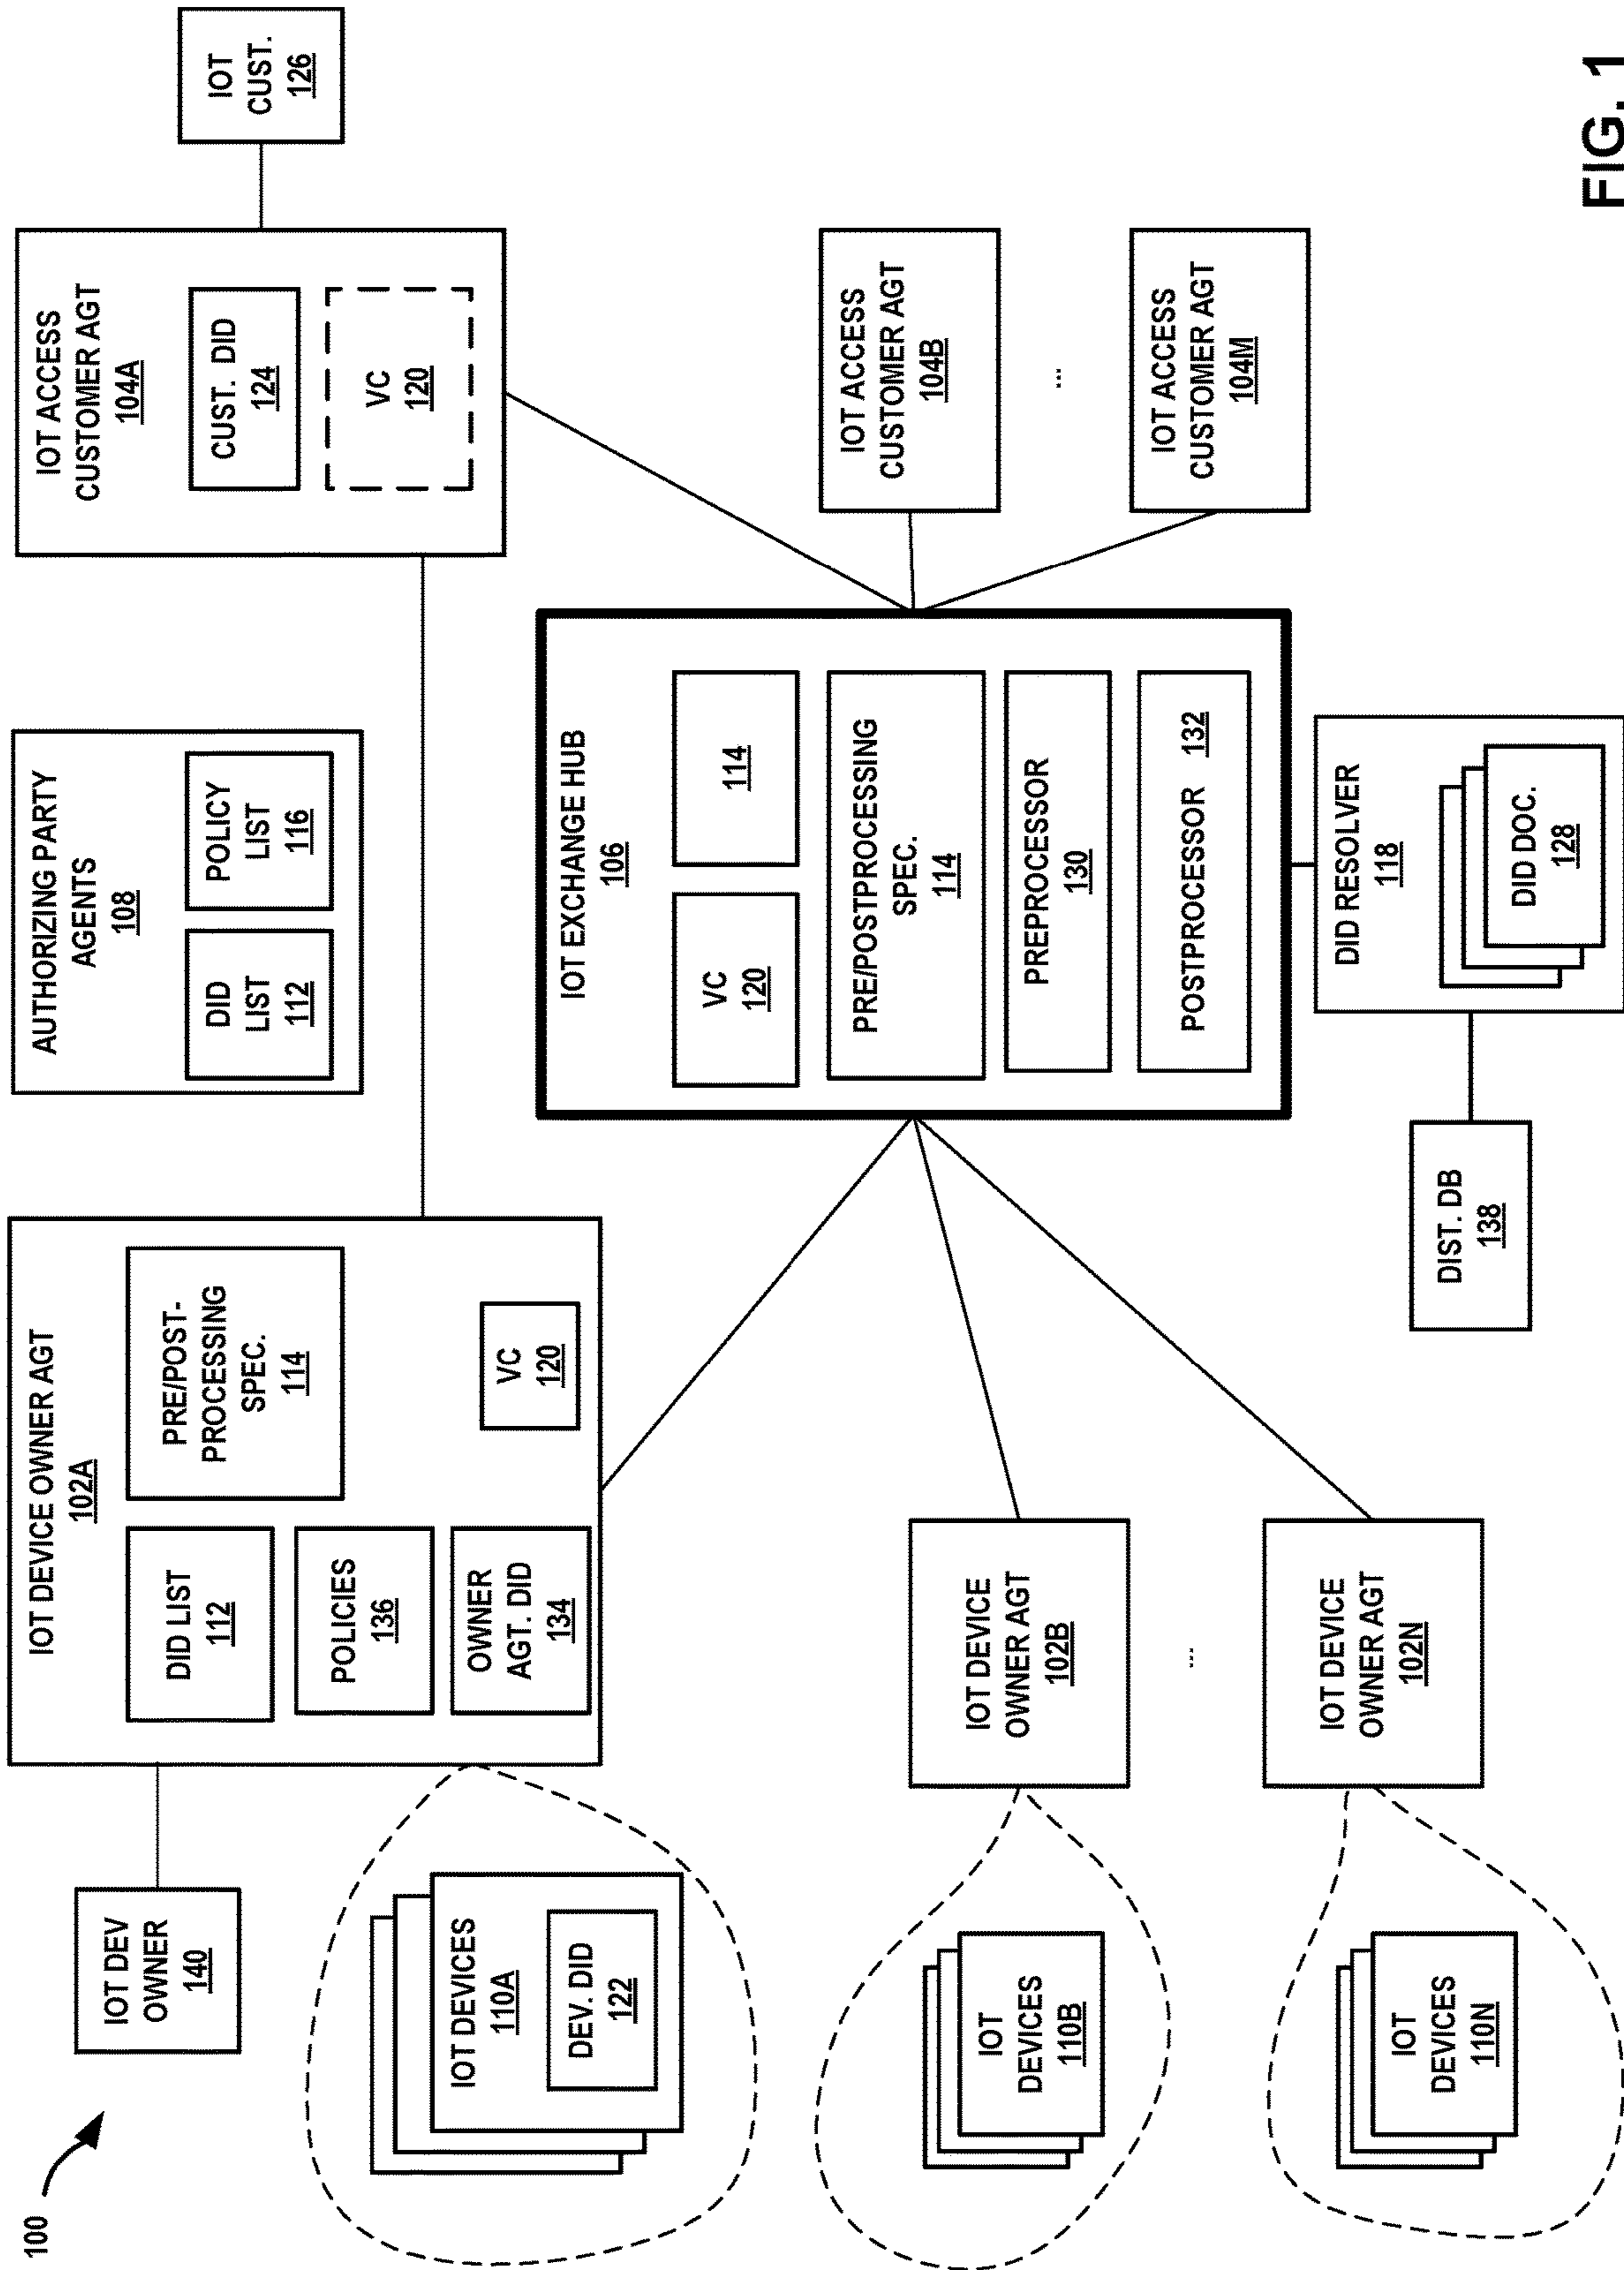 100
IOT DEV
OWNER
140
IOT DEVICES
110A
DEV. DID
122
IOT
DEVICES
110B
IOT
DEVICES
110N
IOT DEVICE OWNER AGT
102A
DID LIST
112
PRE/POST-
PROCESSING
SPEC.
114
POLICIES
136
OWNER
AGT. DID
134
VC
120
IOT DEVICE
OWNER AGT
102B
...
IOT DEVICE
OWNER AGT
102N
AUTHORIZING PARTY
AGENTS
108
DID
LIST
112
POLICY
LIST
116
IOT EXCHANGE HUB
106
VC
120
114
PRE/POSTPROCESSING
SPEC.
114
PREPROCESSOR
130
POSTPROCESSOR 132
DIST. DB
138
DID RESOLVER
118
DID DOC.
128
IOT ACCESS
CUSTOMER AGT
104A
CUST. DID
124
VC
120
IOT
CUST.
126
IOT ACCESS
CUSTOMER AGT
104B
...
IOT ACCESS
CUSTOMER AGT
104M
FIG. 1